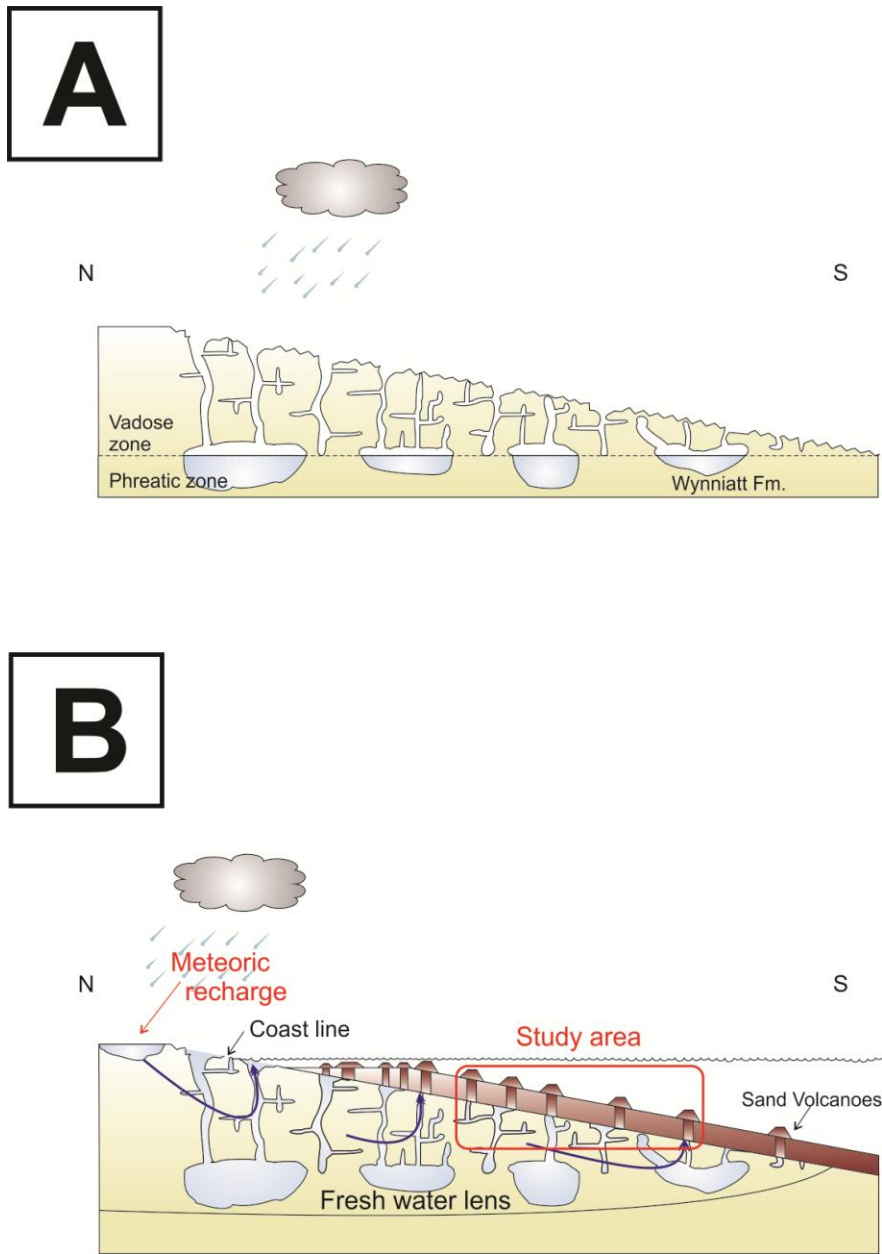 A
N
S
Vadose
zone
Phreatic zone
Wynniatt Fm.
B
Meteoric
recharge
N
S
Coast line
Study area
Sand Volcanoes
Fresh water lens